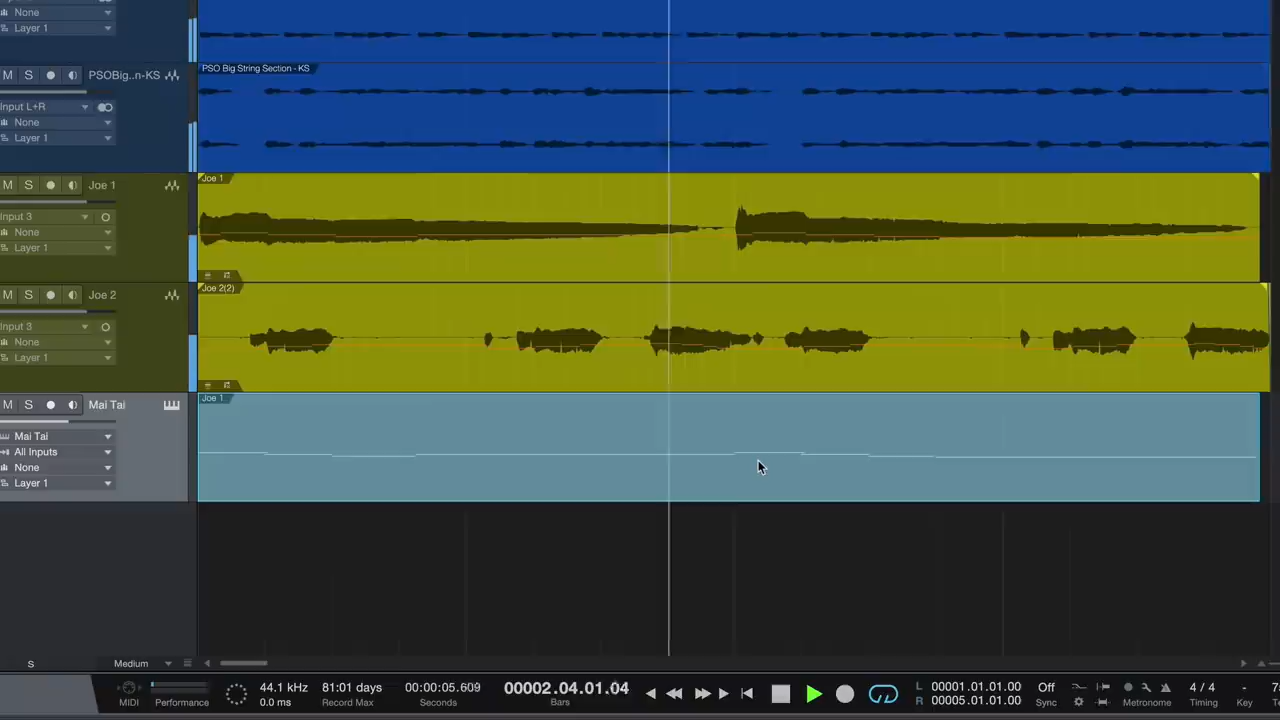 None
Layer 1
M S PSOBig...n-KS
PSO Big String Section - KS
Input L+R
None
Layer 1
M S Joe 1
Joe 1
Input 3
None
Layer 1
M S Joe 2
Joe 2(2)
Input 3
None
Layer 1
M S Mai Tai
Joe 1
Mai Tai
All Inputs
None
Layer 1
S Medium
44.1 kHz 81:01 days 00:00:05.609 00002.04.01.04 L 00001.01.01.00 Off 4 / 4 -
MIDI Performance 0.0 ms Record Max Seconds Bars R 00005.01.01.00 Sync Metronome Timing Key